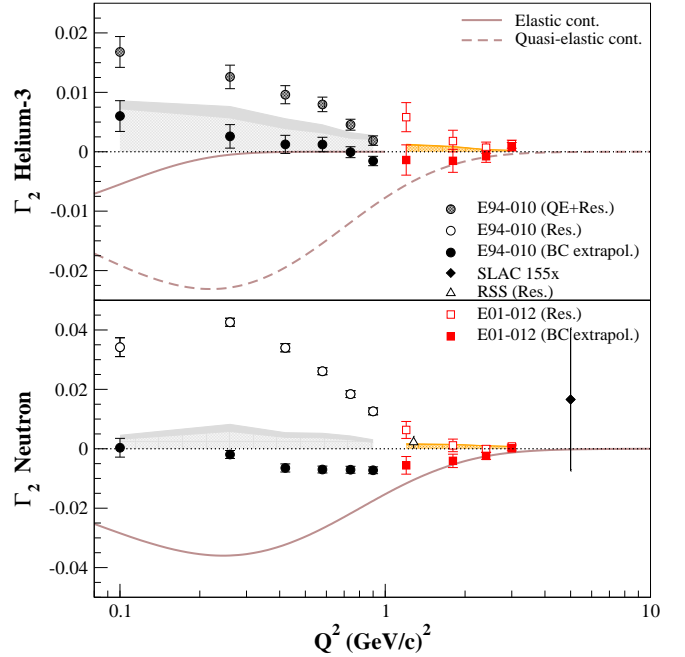 0.02
Elastic cont.
Quasi-elastic cont.
0.01
0
-0.01
-0.02
Γ2 Helium-3
E94-010 (QE+Res.)
E94-010 (Res.)
E94-010 (BC extrapol.)
SLAC 155x
RSS (Res.)
E01-012 (Res.)
E01-012 (BC extrapol.)
0.04
0.02
0
-0.02
-0.04
Γ2 Neutron
0.1 1 10
Q2 (GeV/c)2